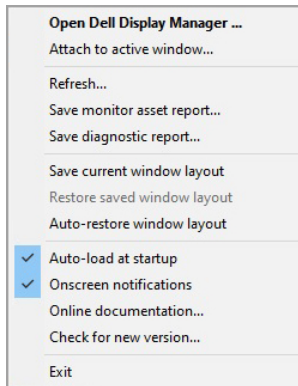 Open Dell Display Manager ...
Attach to active window...
Refresh...
Save monitor asset report...
Save diagnostic report...
Save current window layout
Restore saved window layout
Auto-restore window layout
Auto-load at startup
Onscreen notifications
Online documentation...
Check for new version...
Exit